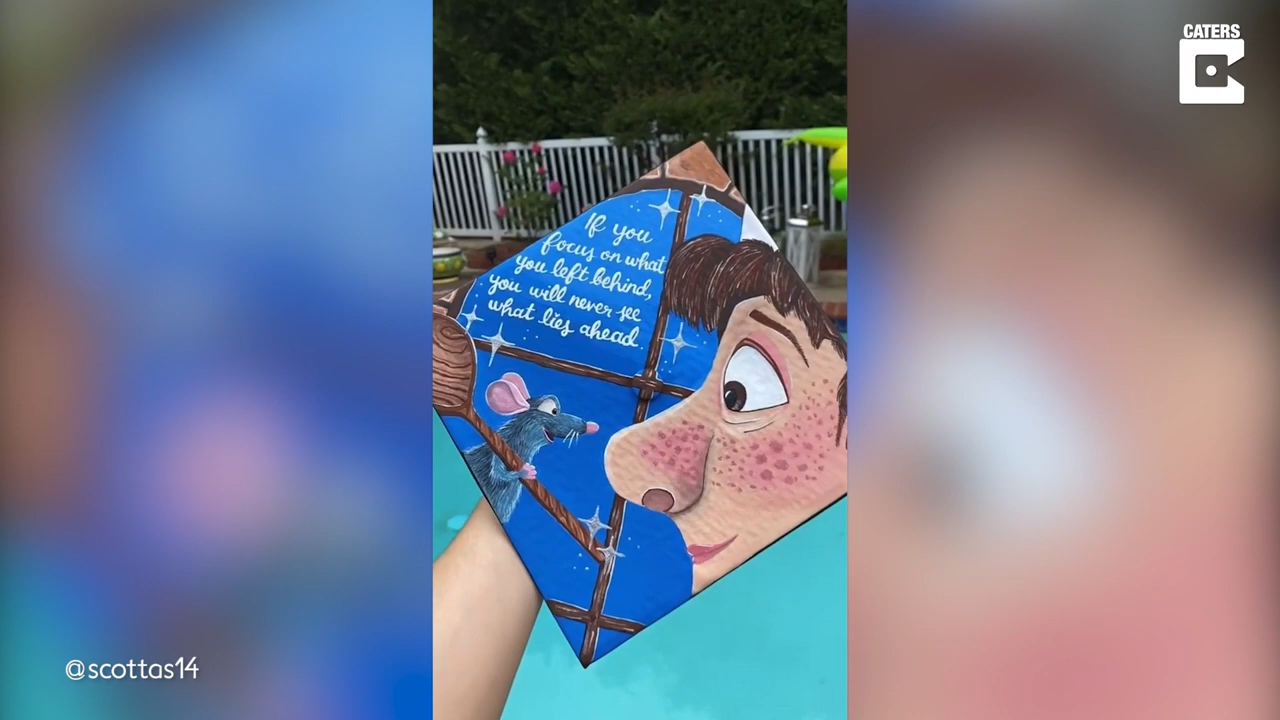 CATERS
If you
focus on what
you left behind,
you will never see
what lies ahead.
@scottas14